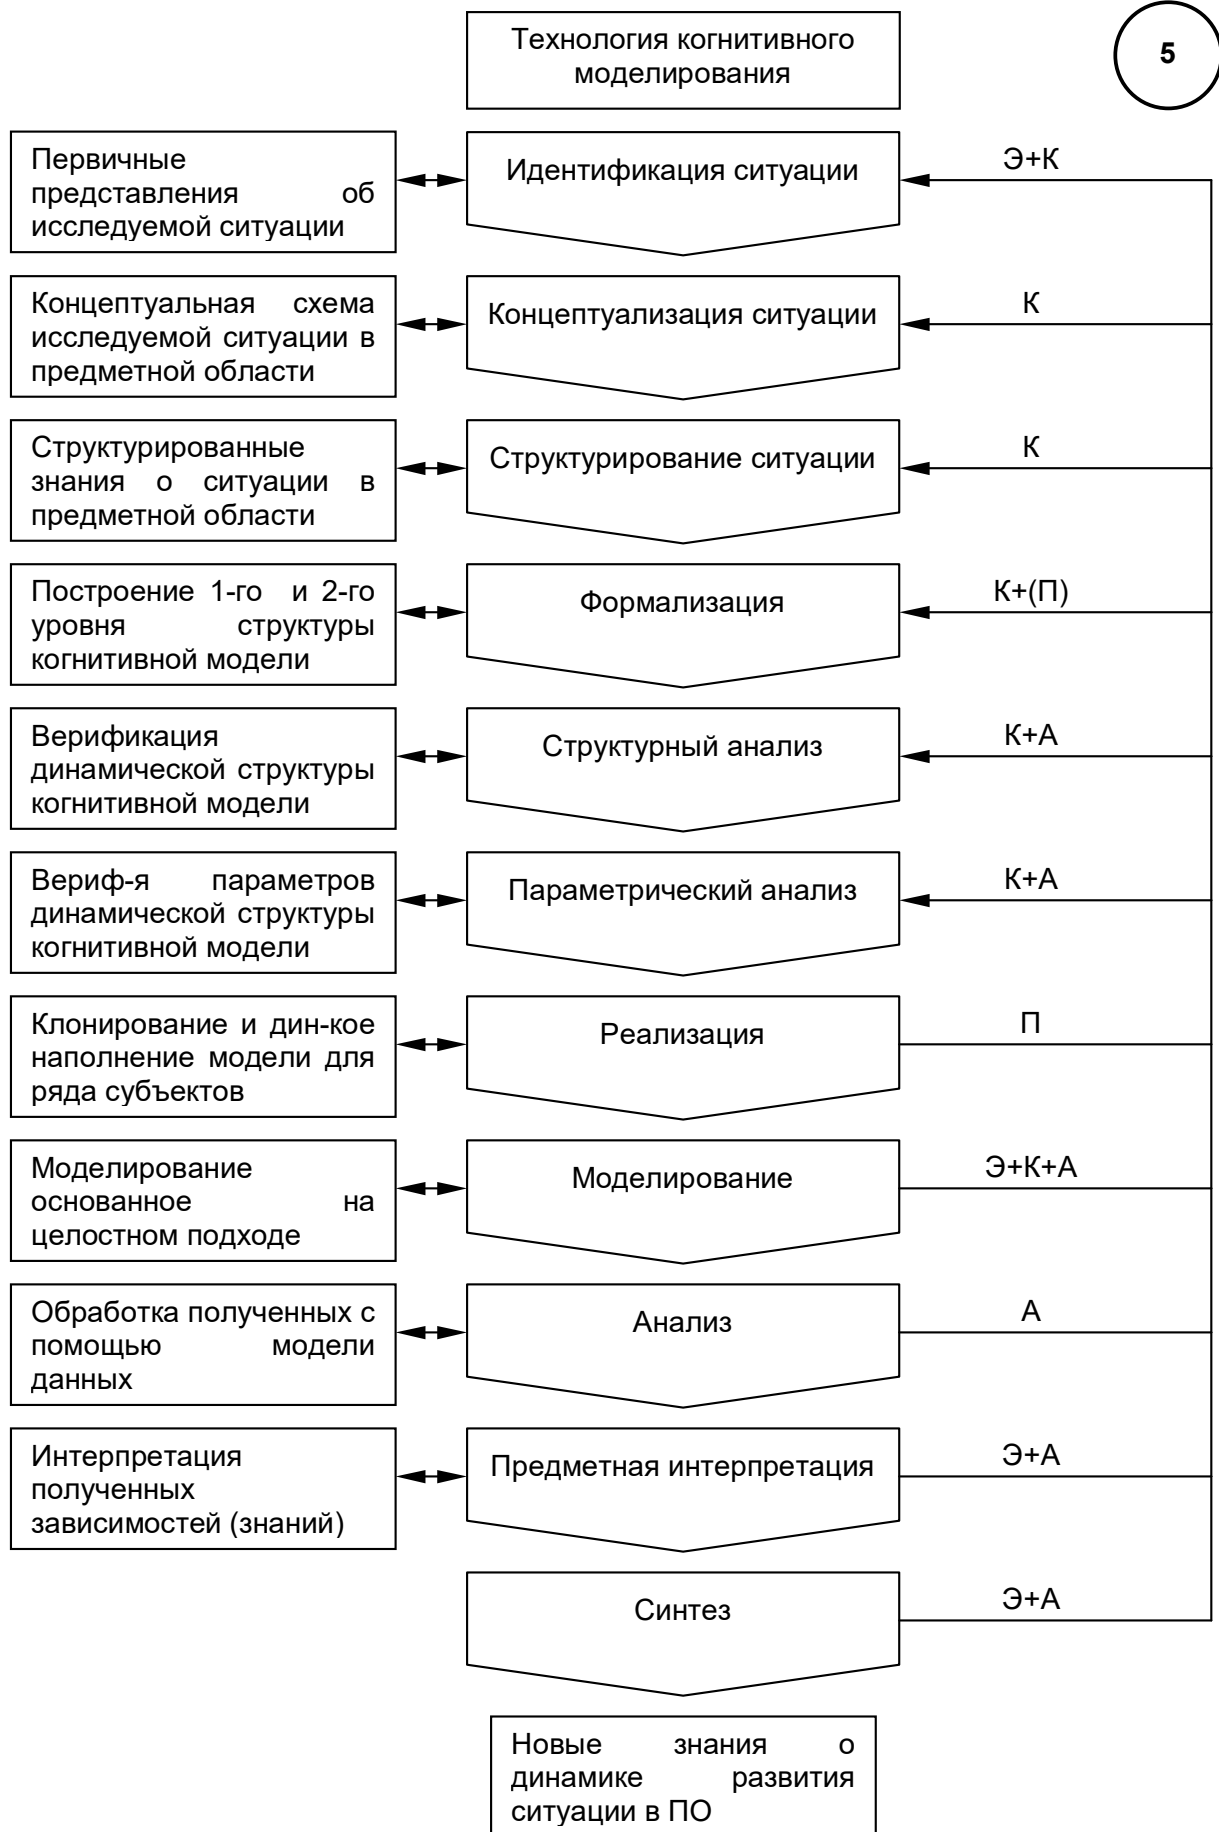 Технология когнитивного
моделирования
5
Первичные
представления об
исследуемой ситуации
Идентификация ситуации
Э+К
Концептуальная схема
исследуемой ситуации в
предметной области
Концептуализация ситуации
К
Структурированные
знания о ситуации в
предметной области
Структурирование ситуации
К
Построение 1-го и 2-го
уровня структуры
когнитивной модели
Формализация
К+(П)
Верификация
динамической структуры
когнитивной модели
Структурный анализ
К+А
Вериф-я параметров
динамической структуры
когнитивной модели
Параметрический анализ
К+А
Клонирование и дин-кое
наполнение модели для
ряда субъектов
Реализация
П
Моделирование
основанное на
целостном подходе
Моделирование
Э+К+А
Обработка полученных с
помощью модели
данных
Анализ
А
Интерпретация
полученных
зависимостей (знаний)
Предметная интерпретация
Э+А
Синтез
Э+А
Новые знания о
динамике развития
ситуации в ПО